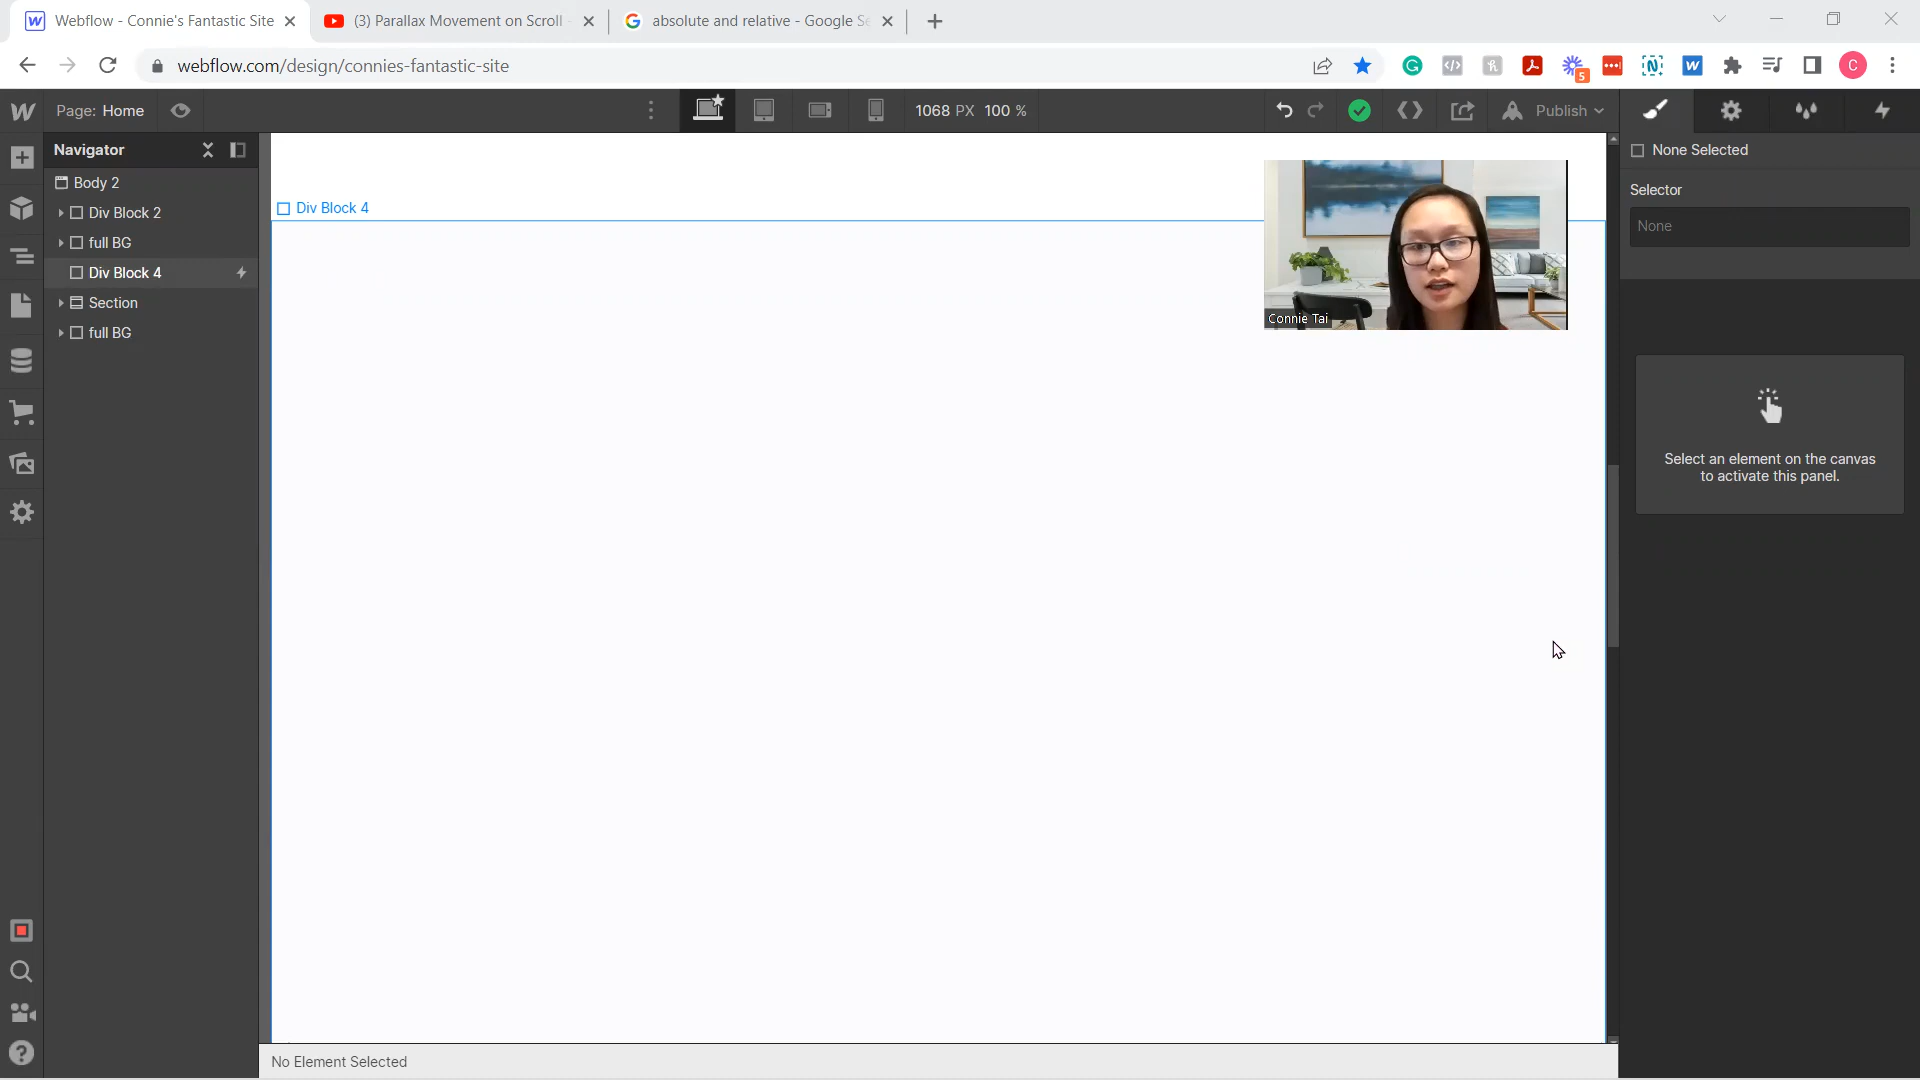 Webflow - Connie's Fantastic Site
(3) Parallax Movement on Scroll -
absolute and relative - Google Se
webflow.com/design/connies-fantastic-site
5
C
Page: Home
1068 PX 100 %
Publish
Navigator
None Selected
Body 2
Selector
Div Block 4
Div Block 2
None
full BG
Div Block 4
Section
Connie Tai
full BG
Select an element on the canvas
to activate this panel.
No Element Selected